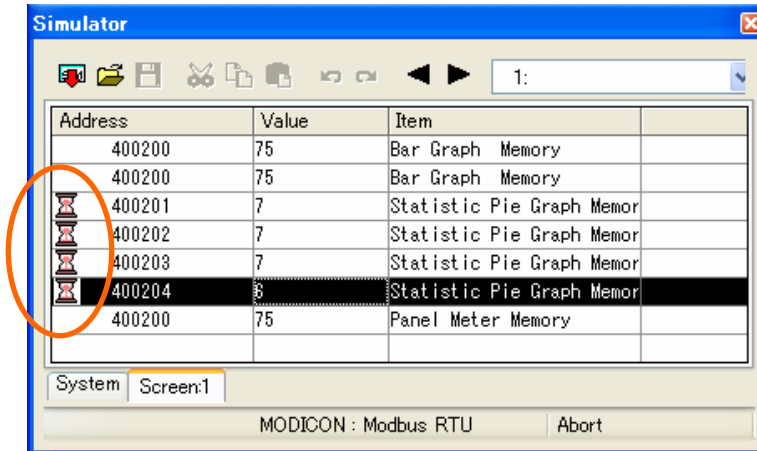 Simulator
1:
Address Value Item
400200 75 Bar Graph Memory
400200 75 Bar Graph Memory
400201 7 Statistic Pie Graph Memor
400202 7 Statistic Pie Graph Memor
400203 7 Statistic Pie Graph Memor
400204 6 Statistic Pie Graph Memor
400200 75 Panel Meter Memory
System Screen:1
MODICON : Modbus RTU Abort